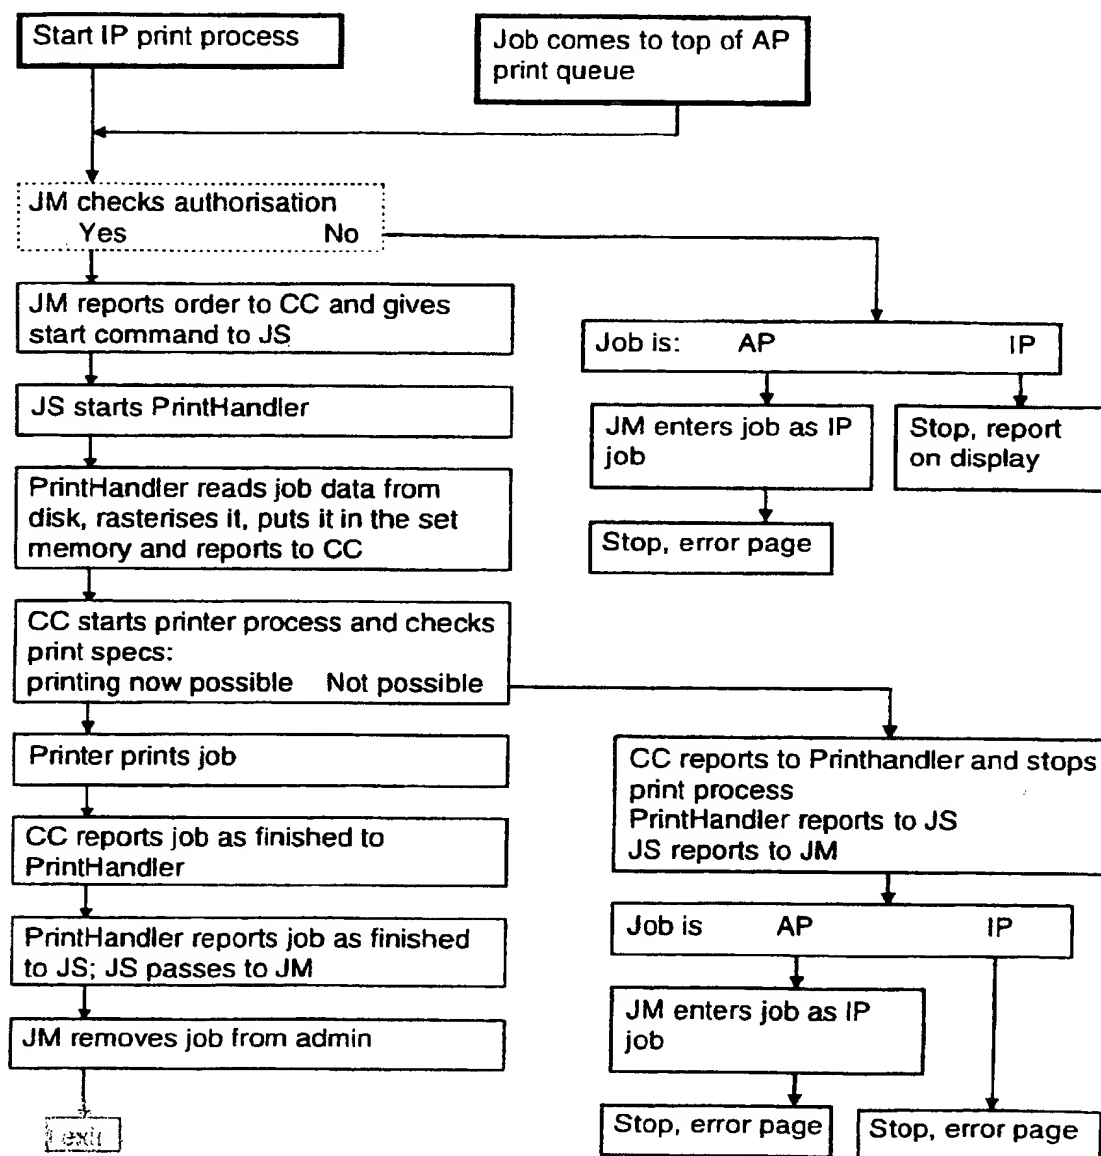 Start IP print process
Job comes to top of AP
print queue
JM checks authorisation
Yes No
JM reports order to CC and gives
start command to JS
Job is: AP IP
JS starts PrintHandler
JM enters job as IP
job
Stop, report
on display
PrintHandler reads job data from
disk, rasterises it, puts it in the set
memory and reports to CC
Stop, error page
CC starts printer process and checks
print specs:
printing now possible Not possible
Printer prints job
CC reports to Printhandler and stops
print process
PrintHandler reports to JS
JS reports to JM
CC reports job as finished to
PrintHandler
Job is AP IP
PrintHandler reports job as finished
to JS; JS passes to JM
JM enters job as IP
job
JM removes job from admin
Stop, error page
Stop, error page
exit